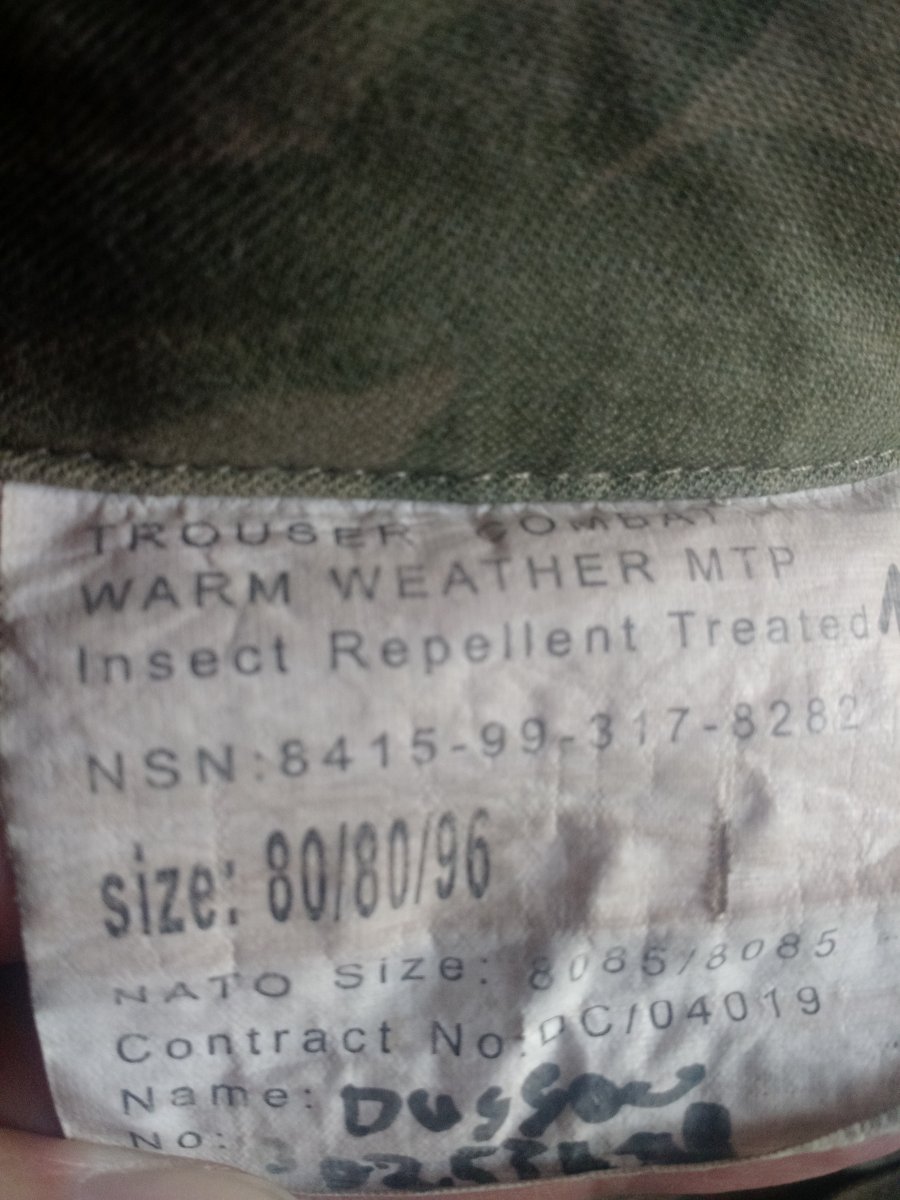 TROUSER COMBAT
WARM WEATHER MTP
Insect Repellent Treated
NSN:8415-99-317-8282
size: 80/80/96
NATO Size: 8085/8085
Contract No:DC/04019
Name:
No: